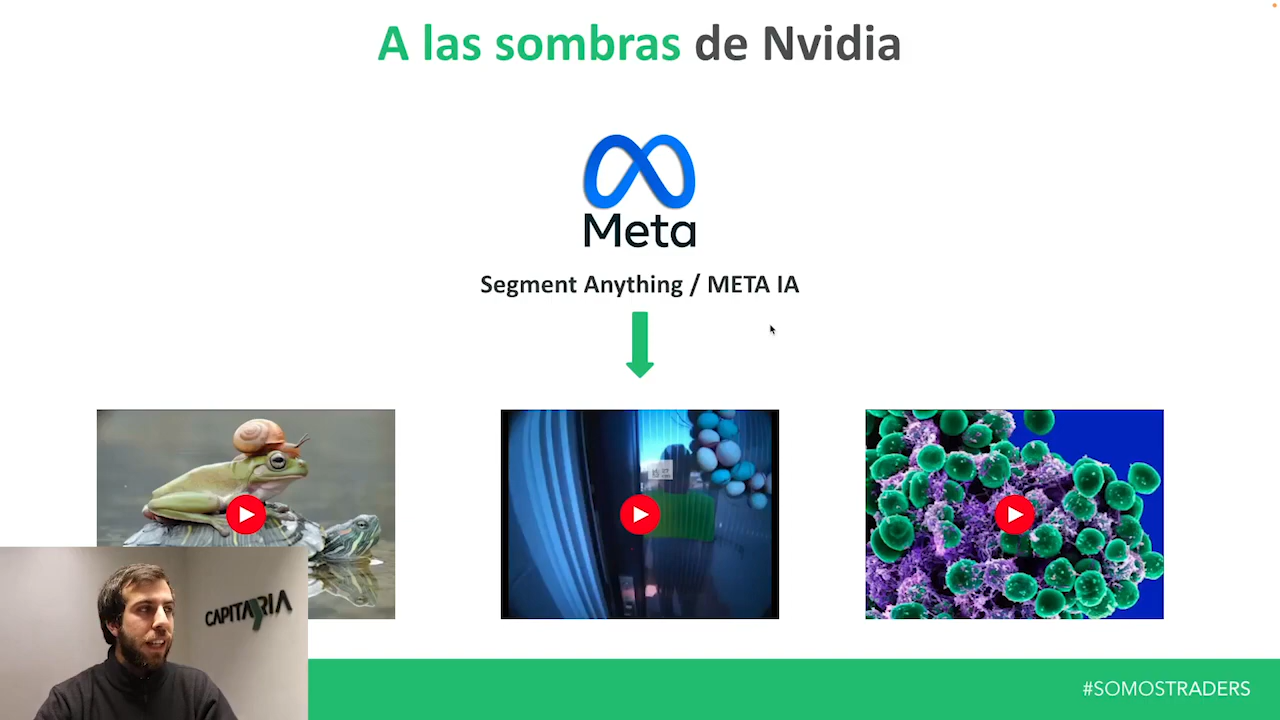 A las sombras de Nvidia
Meta
Segment Anything / META IA
CAPITARIA
#SOMOSTRADERS